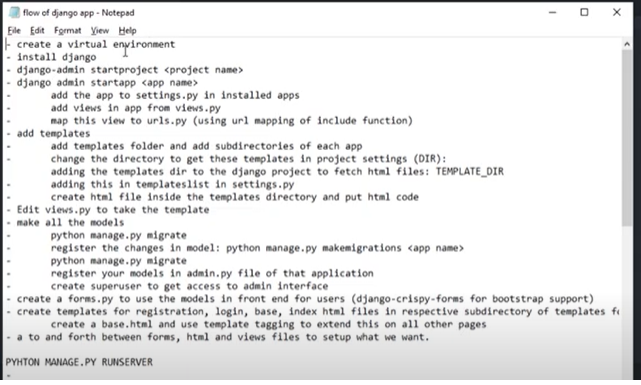 flow of django app - Notepad
File Edit Format View Help
- create a virtual environment
- install django
- django-admin startproject <project name>
- django admin startapp <app name>
- add the app to settings.py in installed apps
- add views in app from views.py
- map this view to urls.py (using url mapping of include function)
- add templates
- add templates folder and add subdirectories of each app
- change the directory to get these templates in project settings (DIR):
- adding the templates dir to the django project to fetch html files: TEMPLATE_DIR
- adding this in templateslist in settings.py
- create html file inside the templates directory and put html code
- Edit views.py to take the template
- make all the models
- python manage.py migrate
- register the changes in model: python manage.py makemigrations <app name>
- python manage.py migrate
- register your models in admin.py file of that application
- create superuser to get access to admin interface
- create a forms.py to use the models in front end for users (django-crispy-forms for bootstrap support)
- create templates for registration, login, base, index html files in respective subdirectory of templates
- create a base.html and use template tagging to extend this on all other pages
- a to and forth between forms, html and views files to setup what we want.
PYHTON MANAGE.PY RUNSERVER
-